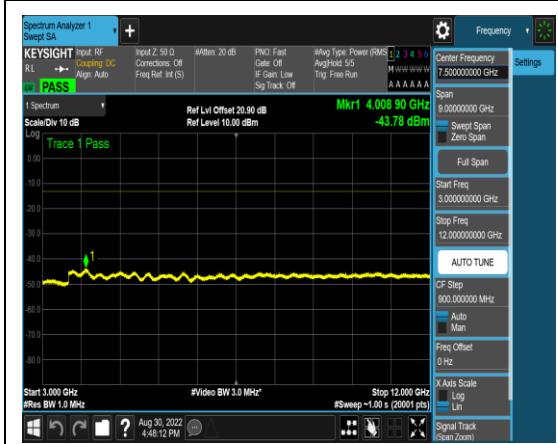 Spectrum Analyzer 1
Swept SA
+
Frequency
KEYSIGHT
RL
PASS
Input: RF
Coupling: DC
Align: Auto
Input Z: 50 Ω
Corrections: Off
Freq Ref: Int (S)
#Atten: 20 dB
PNO: Fast
Gate: Off
IF Gain: Low
Sig Track: Off
#Avg Type: Power (RMS
Avg|Hold: 5/5
Trig: Free Run
1 2 3 4 5 6
M W W W W W
A A A A A A
1 Spectrum
Scale/Div 10 dB
Ref Lvl Offset 20.90 dB
Ref Level 10.00 dBm
Mkr1 4.008 90 GHz
-43.78 dBm
Log
Trace 1 Pass
0.00
-10.0
-20.0
-30.0
-40.0
-50.0
-60.0
-70.0
-80.0
1
Start 3.000 GHz
#Res BW 1.0 MHz
#Video BW 3.0 MHz*
Stop 12.000 GHz
#Sweep ~1.00 s (20001 pts)
?
Aug 30, 2022
4:48:12 PM
Center Frequency
7.500000000 GHz
Settings
Span
9.00000000 GHz
Swept Span
Zero Span
Full Span
Start Freq
3.000000000 GHz
Stop Freq
12.000000000 GHz
AUTO TUNE
CF Step
900.000000 MHz
Auto
Man
Freq Offset
0 Hz
X Axis Scale
Log
Lin
Signal Track
(Span Zoom)